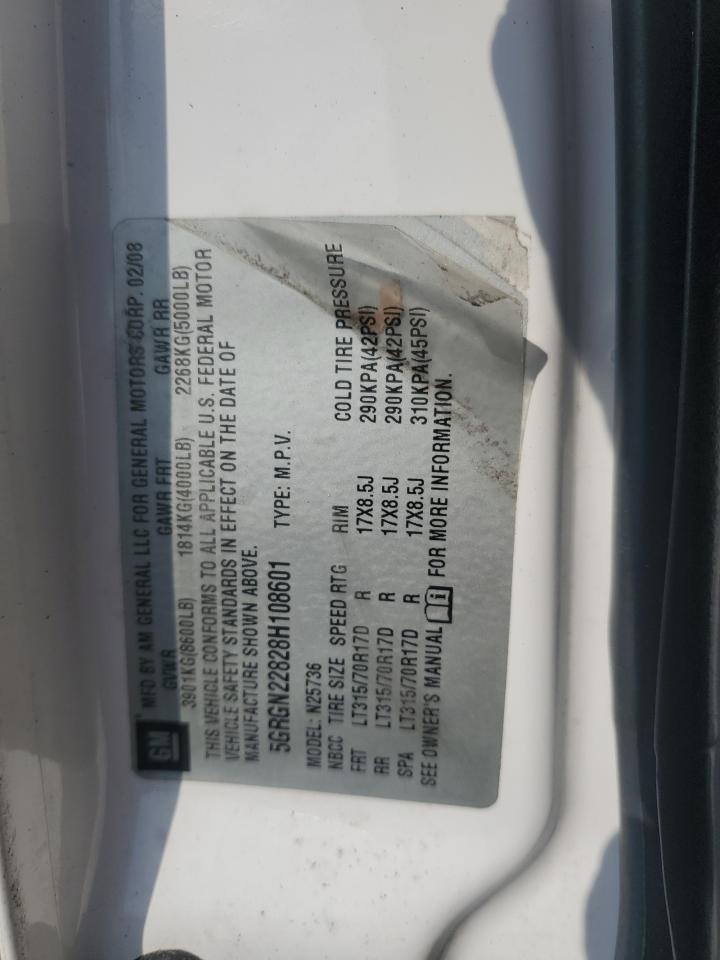 GM MFD BY AM GENERAL LLC FOR GENERAL MOTORS CORP. 02/08
GVWR GAWR FRT GAWR RR
3901KG(8600LB) 1814KG(4000LB) 2268KG(5000LB)
THIS VEHICLE CONFORMS TO ALL APPLICABLE U.S. FEDERAL MOTOR
VEHICLE SAFETY STANDARDS IN EFFECT ON THE DATE OF
MANUFACTURE SHOWN ABOVE.
5GRGN22828H108601 TYPE: M.P.V.
MODEL: N25736
NBCC TIRE SIZE SPEED RTG RIM COLD TIRE PRESSURE
FRT LT315/70R17D R 17X8.5J 290KPA(42PSI)
RR LT315/70R17D R 17X8.5J 290KPA(42PSI)
SPA LT315/70R17D R 17X8.5J 310KPA(45PSI)
SEE OWNER'S MANUAL FOR MORE INFORMATION.